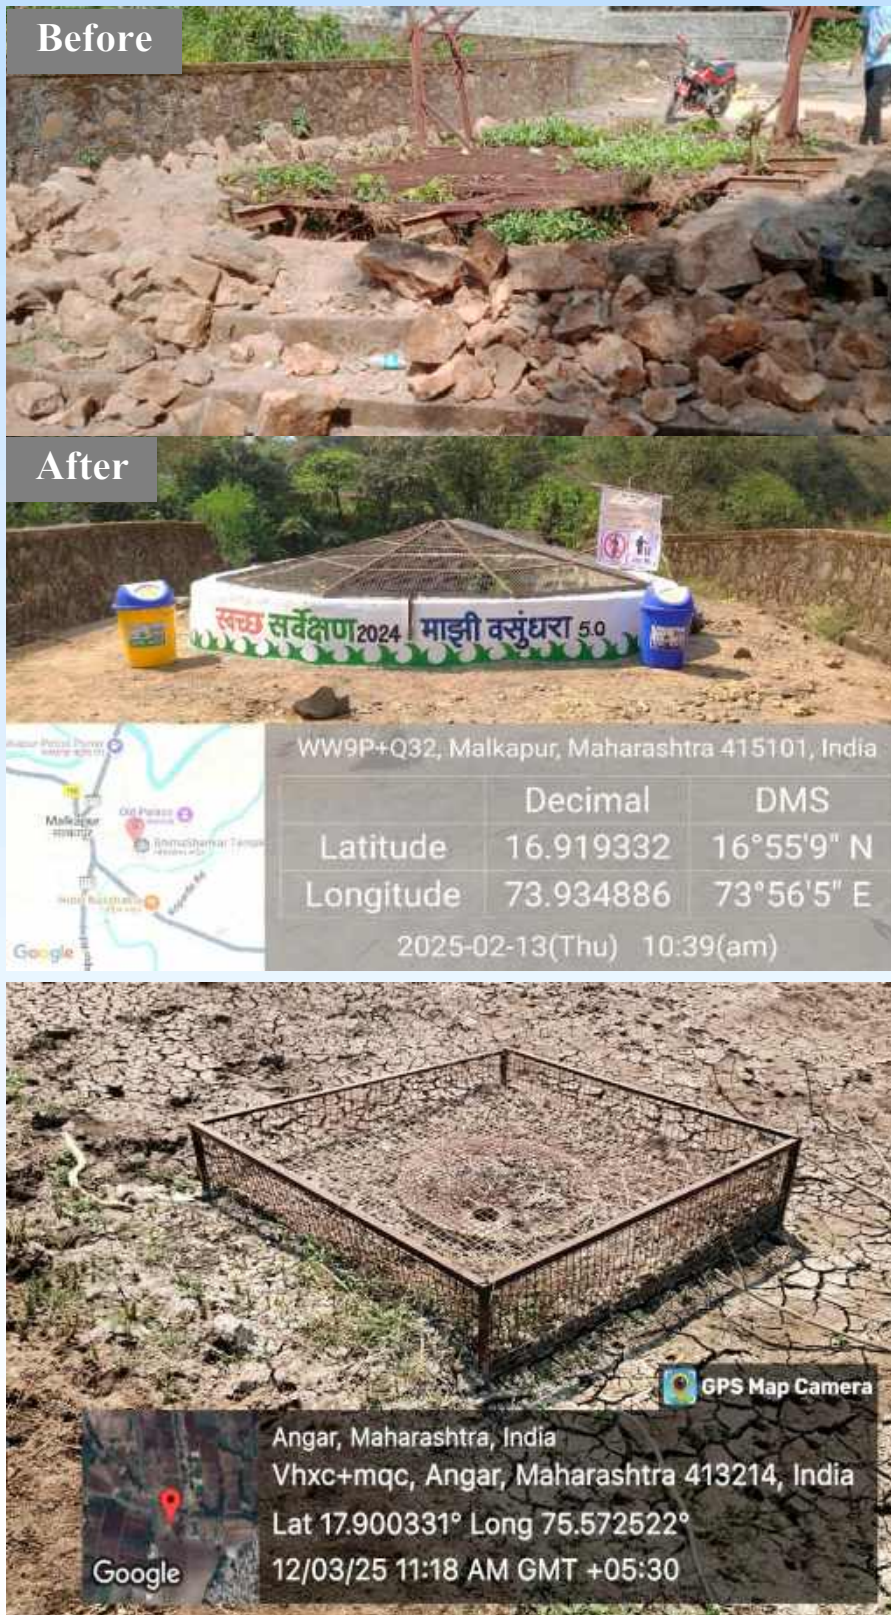 Before
After
स्वच्छ सर्वेक्षण 2024 माझी वसुंधरा 5.0
WW9P+Q32, Malkapur, Maharashtra 415101, India
Decimal DMS
Latitude 16.919332 16°55'9" N
Longitude 73.934886 73°56'5" E
2025-02-13(Thu) 10:39(am)
Malkapur
Old Palace
Google
GPS Map Camera
Angar, Maharashtra, India
Vhxc+mqc, Angar, Maharashtra 413214, India
Lat 17.900331° Long 75.572522°
12/03/25 11:18 AM GMT +05:30
Google